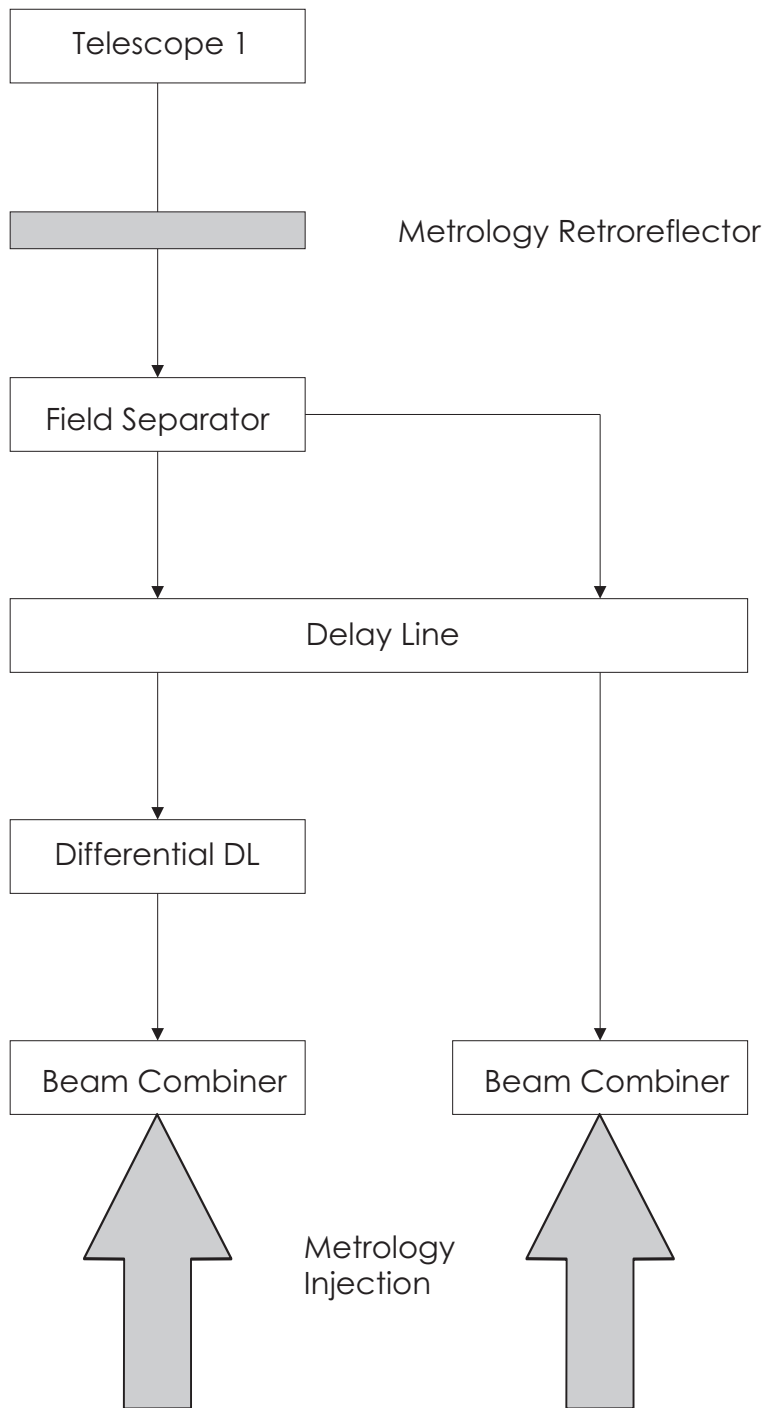 Telescope 1
Metrology Retroreflector
Field Separator
Delay Line
Differential DL
Beam Combiner
Beam Combiner
Metrology
Injection